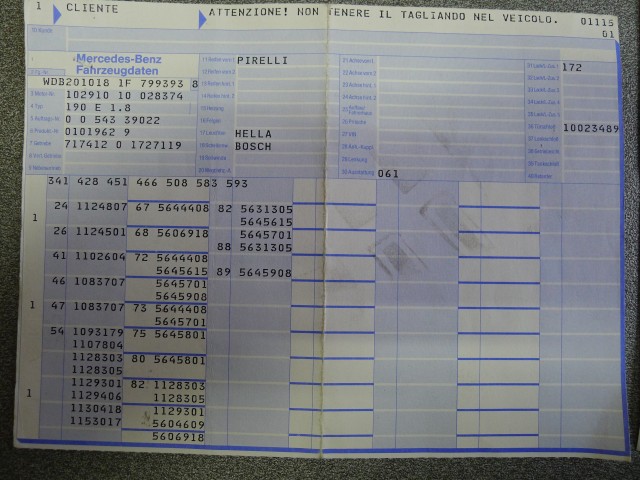 1 CLIENTE ATTENZIONE! NON TENERE IL TAGLIANDO NEL VEICOLO. 01115
01
Mercedes-Benz
Fahrzeugdaten
PIRELLI
172
WDB201018 1F 799393 8
102910 10 028374
190 E 1.8
0 0 543 39022
0101962 9
HELLA
10023489
717412 0 1727119
BOSCH
061
341 428 451 466 508 583 593
24 1124807 67 5644408 82 5631305
1 5645615
26 1124501 68 5606918 5645701
88 5631305
41 1102604 72 5644408
5645615 89 5645908
46 1083707 5645701
5645908
1 47 1083707 73 5644408
5645701
54 1093179 75 5645801
1107804
1128303 80 5645801
1128305
1129301 82 1128303
1 1129406 1128305
1130418 1129301
1153017 5604609
5606918